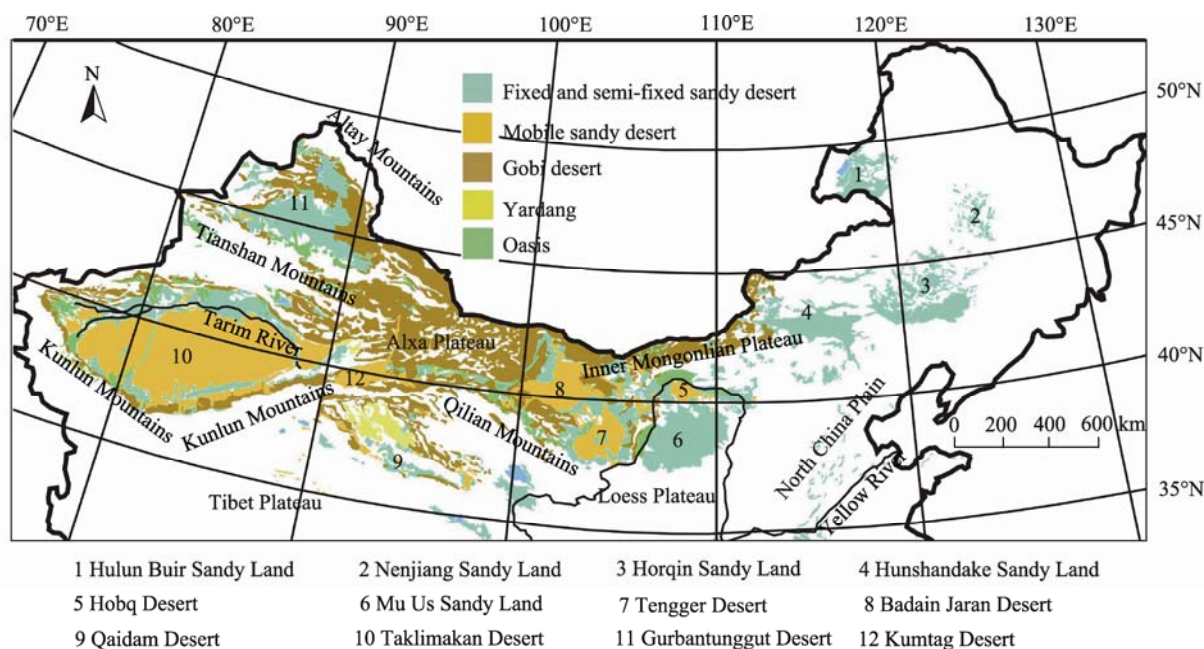 70°E 80°E 90°E 100°E 110°E 120°E 130°E
N
50°N
45°N
40°N
35°N
Fixed and semi-fixed sandy desert
Mobile sandy desert
Gobi desert
Yardang
Oasis
Altay Mountains
11
1
2
3
4
Tianshan Mountains
Tarim River
10
Kunlun Mountains
Kunlun Mountains
12
Alxa Plateau
8
Inner Mongonlian Plateau
5
Qilian Mountains
7
6
9
Tibet Plateau
Loess Plateau
North China Plain
Yellow River
0 200 400 600 km
1 Hulun Buir Sandy Land 2 Nenjiang Sandy Land 3 Horqin Sandy Land 4 Hunshandake Sandy Land
5 Hobq Desert 6 Mu Us Sandy Land 7 Tengger Desert 8 Badain Jaran Desert
9 Qaidam Desert 10 Taklimakan Desert 11 Gurbantunggut Desert 12 Kumtag Desert